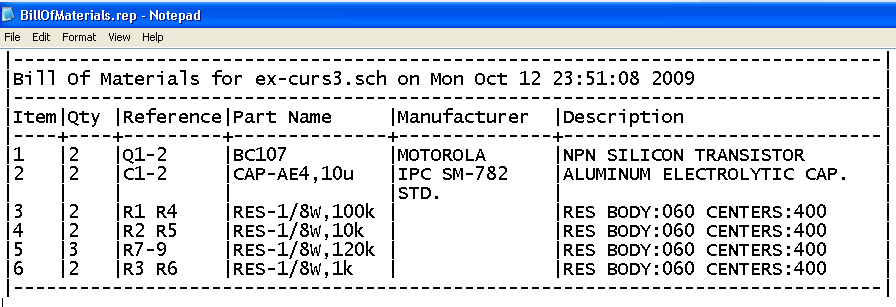 BillOfMaterials.rep - Notepad
File Edit Format View Help
|-------------------------------------------------------------------------------|
|Bill Of Materials for ex-curs3.sch on Mon Oct 12 23:51:08 2009 |
|-------------------------------------------------------------------------------|
|Item|Qty |Reference|Part Name |Manufacturer |Description |
|----+----+---------+--------------+--------------+-----------------------------|
|1 |2 |Q1-2 |BC107 |MOTOROLA |NPN SILICON TRANSISTOR |
|2 |2 |C1-2 |CAP-AE4,10u |IPC SM-782 |ALUMINUM ELECTROLYTIC CAP. |
| | | | |STD. | |
|3 |2 |R1 R4 |RES-1/8W,100k | |RES BODY:060 CENTERS:400 |
|4 |2 |R2 R5 |RES-1/8W,10k | |RES BODY:060 CENTERS:400 |
|5 |3 |R7-9 |RES-1/8W,120k | |RES BODY:060 CENTERS:400 |
|6 |2 |R3 R6 |RES-1/8W,1k | |RES BODY:060 CENTERS:400 |
|-------------------------------------------------------------------------------|